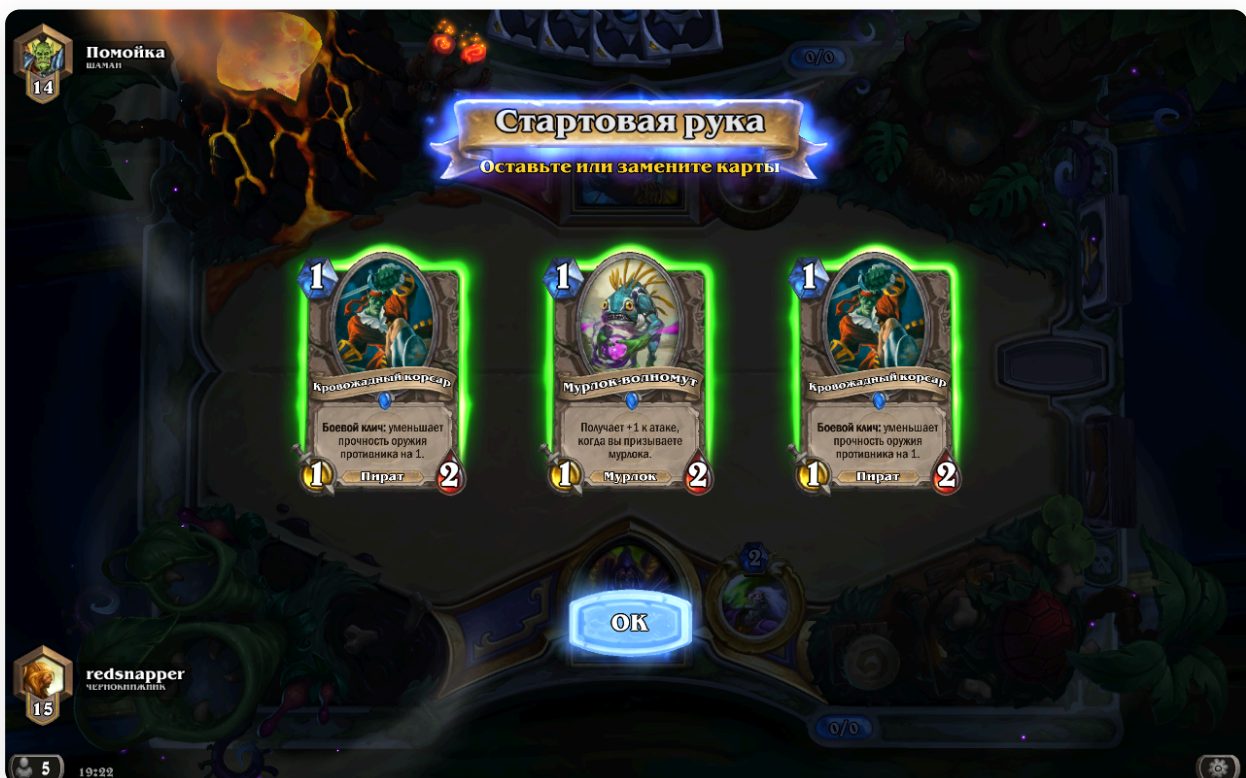 Помойка
ШАМАН
14
0/0
Стартовая рука
Оставьте или замените карты
1
Кровожадный корсар
Боевой клич: уменьшает
прочность оружия
противника на 1.
1
Пират
2
1
Мурлок-волномут
Получает +1 к атаке,
когда вы призываете
мурлока.
1
Мурлок
2
1
Кровожадный корсар
Боевой клич: уменьшает
прочность оружия
противника на 1.
1
Пират
2
2
ОК
redsnapper
ЧЕРНОКНИЖНИК
15
0/0
5
19:22